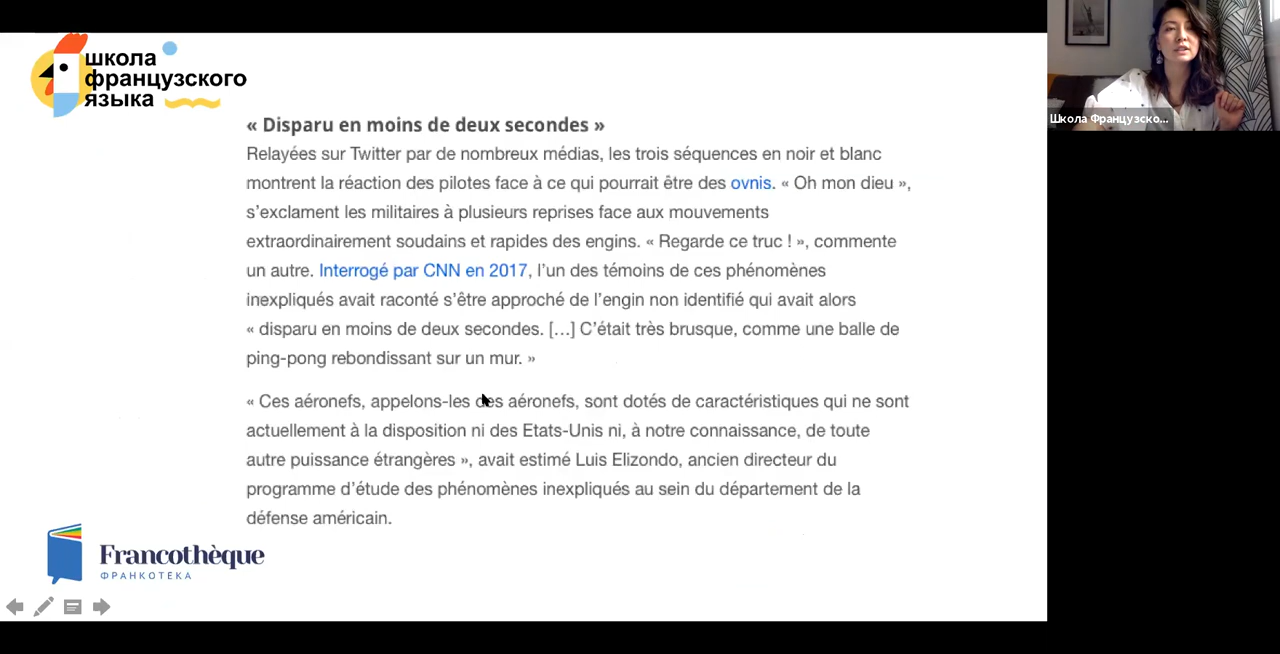 школа
французского
языка
« Disparu en moins de deux secondes »
Relayées sur Twitter par de nombreux médias, les trois séquences en noir et blanc
montrent la réaction des pilotes face à ce qui pourrait être des ovnis. « Oh mon dieu »,
s’exclament les militaires à plusieurs reprises face aux mouvements
extraordinairement soudains et rapides des engins. « Regarde ce truc ! », commente
un autre. Interrogé par CNN en 2017, l’un des témoins de ces phénomènes
inexpliqués avait raconté s’être approché de l’engin non identifié qui avait alors
« disparu en moins de deux secondes. […] C’était très brusque, comme une balle de
ping-pong rebondissant sur un mur. »
« Ces aéronefs, appelons-les des aéronefs, sont dotés de caractéristiques qui ne sont
actuellement à la disposition ni des Etats-Unis ni, à notre connaissance, de toute
autre puissance étrangères », avait estimé Luis Elizondo, ancien directeur du
programme d’étude des phénomènes inexpliqués au sein du département de la
défense américain.
Francothèque
ФРАНКОТЕКА
Школа Французско...